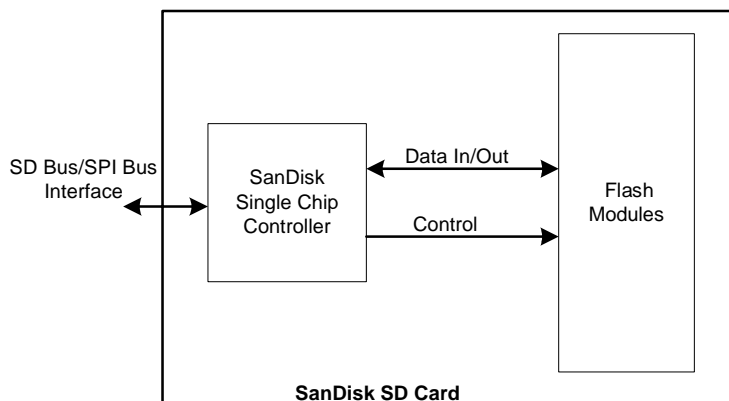 SD Bus/SPI Bus
Interface
SanDisk
Single Chip
Controller
Data In/Out
Control
Flash
Modules
SanDisk SD Card